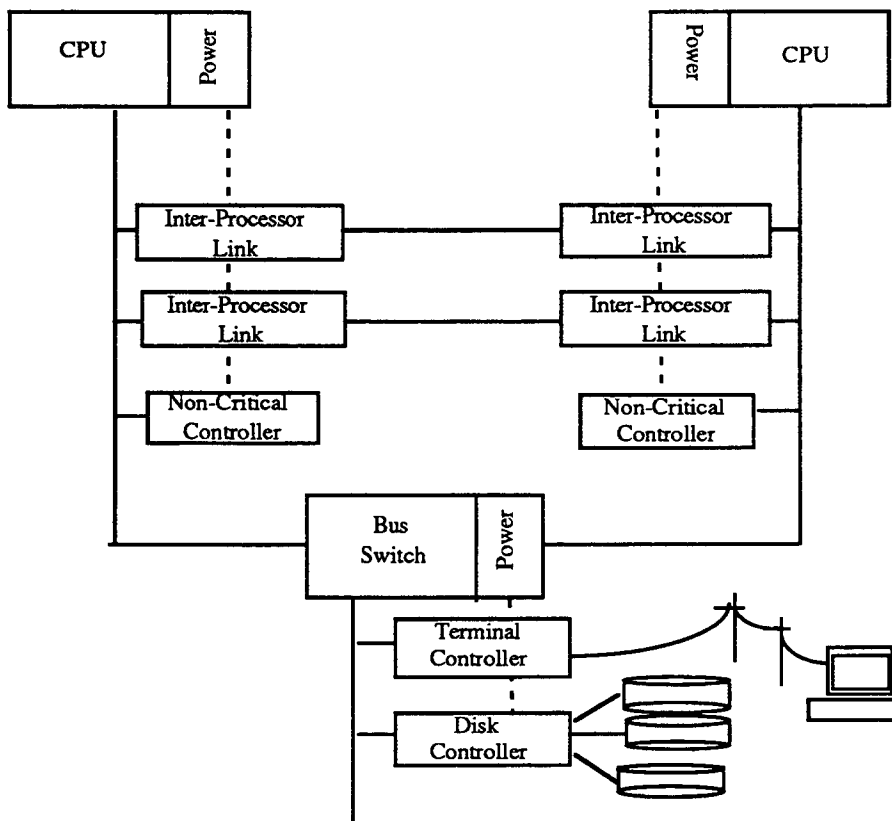 CPU
Power
Power
CPU
Inter-Processor
Link
Inter-Processor
Link
Inter-Processor
Link
Inter-Processor
Link
Non-Critical
Controller
Non-Critical
Controller
Bus
Switch
Power
Terminal
Controller
Disk
Controller